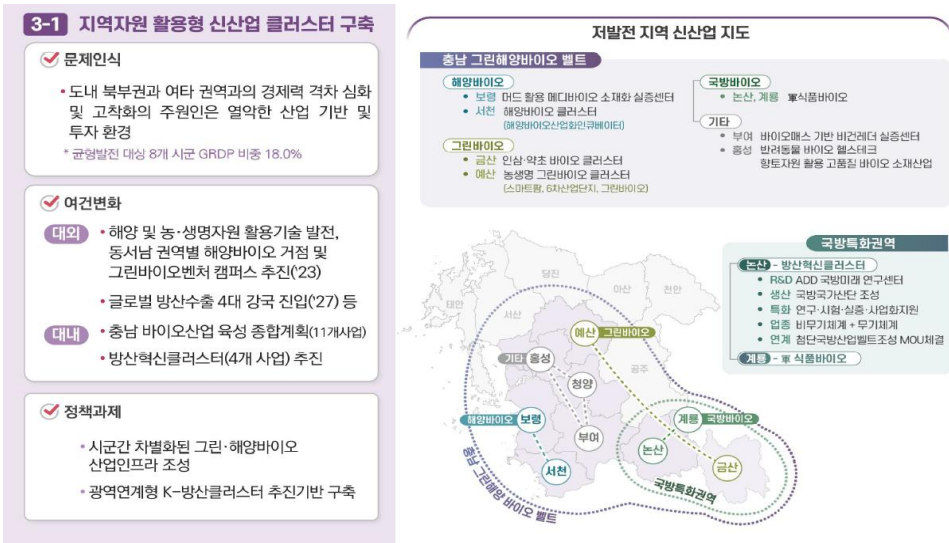 3-1 지역자원 활용형 신산업 클러스터 구축
문제인식
• 도내 북부권과 여타 권역과의 경제력 격차 심화
및 고착화의 주원인은 열악한 산업 기반 및
투자 환경
* 균형발전 대상 8개 시군 GRDP 비중 18.0%
여건변화
대외 • 해양 및 농·생명자원 활용기술 발전,
동서남 권역별 해양바이오 거점 및
그린바이오벤처 캠퍼스 추진('23)
• 글로벌 방산수출 4대 강국 진입('27) 등
대내 • 충남 바이오산업 육성 종합계획(11개사업)
• 방산혁신클러스터(4개 사업) 추진
정책과제
• 시군간 차별화된 그린·해양바이오
산업인프라 조성
• 광역연계형 K-방산클러스터 추진기반 구축
저발전 지역 신산업 지도
충남 그린해양바이오 벨트
해양바이오
• 보령 머드 활용 메디바이오 소재화 실증센터
• 서천 해양바이오 클러스터
(해양바이오산업화인큐베이터)
그린바이오
• 금산 인삼·약초 바이오 클러스터
• 예산 농생명 그린바이오 클러스터
(스마트팜, 6차산업단지, 그린바이오)
국방바이오
• 논산, 계룡 軍식품바이오
기타
• 부여 바이오매스 기반 비건레더 실증센터
• 홍성 반려동물 바이오 헬스테크
향토자원 활용 고품질 바이오 소재산업
국방특화권역
논산 - 방산혁신클러스터
• R&D ADD 국방미래 연구센터
• 생산 국방국가산단 조성
• 특화 연구·시험·실증·사업화지원
• 업종 비무기체계 + 무기체계
• 연계 첨단국방산업벨트조성 MOU체결
계룡 - 軍 식품바이오
당진
아산
천안
태안
서산
예산 그린바이오
기타 홍성
공주
청양
해양바이오 보령
계룡 국방바이오
부여
논산
서천
금산
국방특화권역
충남 그린해양 바이오 벨트